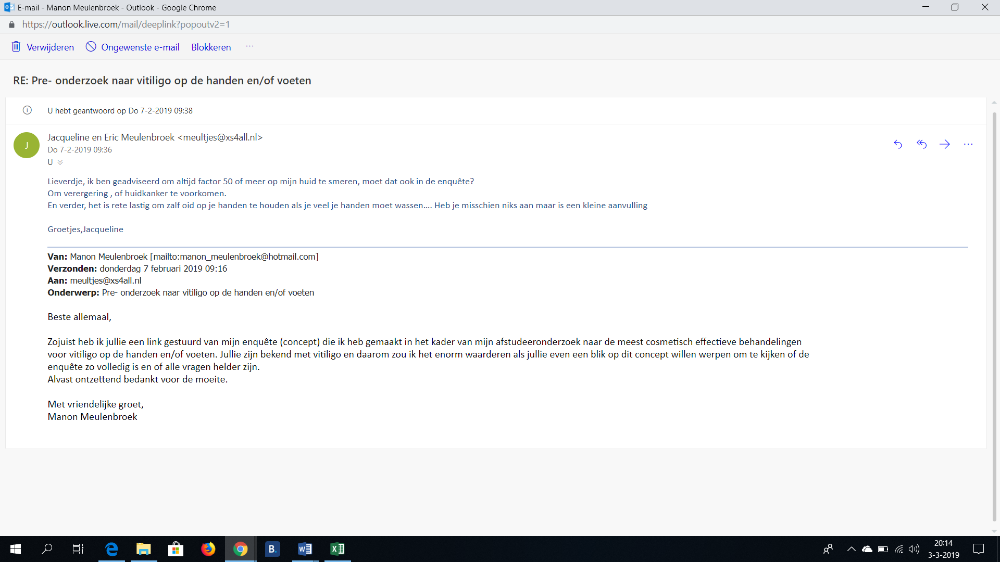 E-mail - Manon Meulenbroek - Outlook - Google Chrome
https://outlook.live.com/mail/deeplink?popoutv2=1
Verwijderen Ongewenste e-mail Blokkeren ...
RE: Pre- onderzoek naar vitiligo op de handen en/of voeten
U hebt geantwoord op Do 7-2-2019 09:38
J
Jacqueline en Eric Meulenbroek <meultjes@xs4all.nl>
Do 7-2-2019 09:36
U
Lieverdje, ik ben geadviseerd om altijd factor 50 of meer op mijn huid te smeren, moet dat ook in de enquête?
Om verergering , of huidkanker te voorkomen.
En verder, het is rete lastig om zalf oid op je handen te houden als je veel je handen moet wassen.... Heb je misschien niks aan maar is een kleine aanvulling
Groetjes,Jacqueline
Van: Manon Meulenbroek [mailto:manon_meulenbroek@hotmail.com]
Verzonden: donderdag 7 februari 2019 09:16
Aan: meultjes@xs4all.nl
Onderwerp: Pre- onderzoek naar vitiligo op de handen en/of voeten
Beste allemaal,
Zojuist heb ik jullie een link gestuurd van mijn enquête (concept) die ik heb gemaakt in het kader van mijn afstudeeronderzoek naar de meest cosmetisch effectieve behandelingen
voor vitiligo op de handen en/of voeten. Jullie zijn bekend met vitiligo en daarom zou ik het enorm waarderen als jullie even een blik op dit concept willen werpen om te kijken of de
enquête zo volledig is en of alle vragen helder zijn.
Alvast ontzettend bedankt voor de moeite.
Met vriendelijke groet,
Manon Meulenbroek
B.
20:14
3-3-2019